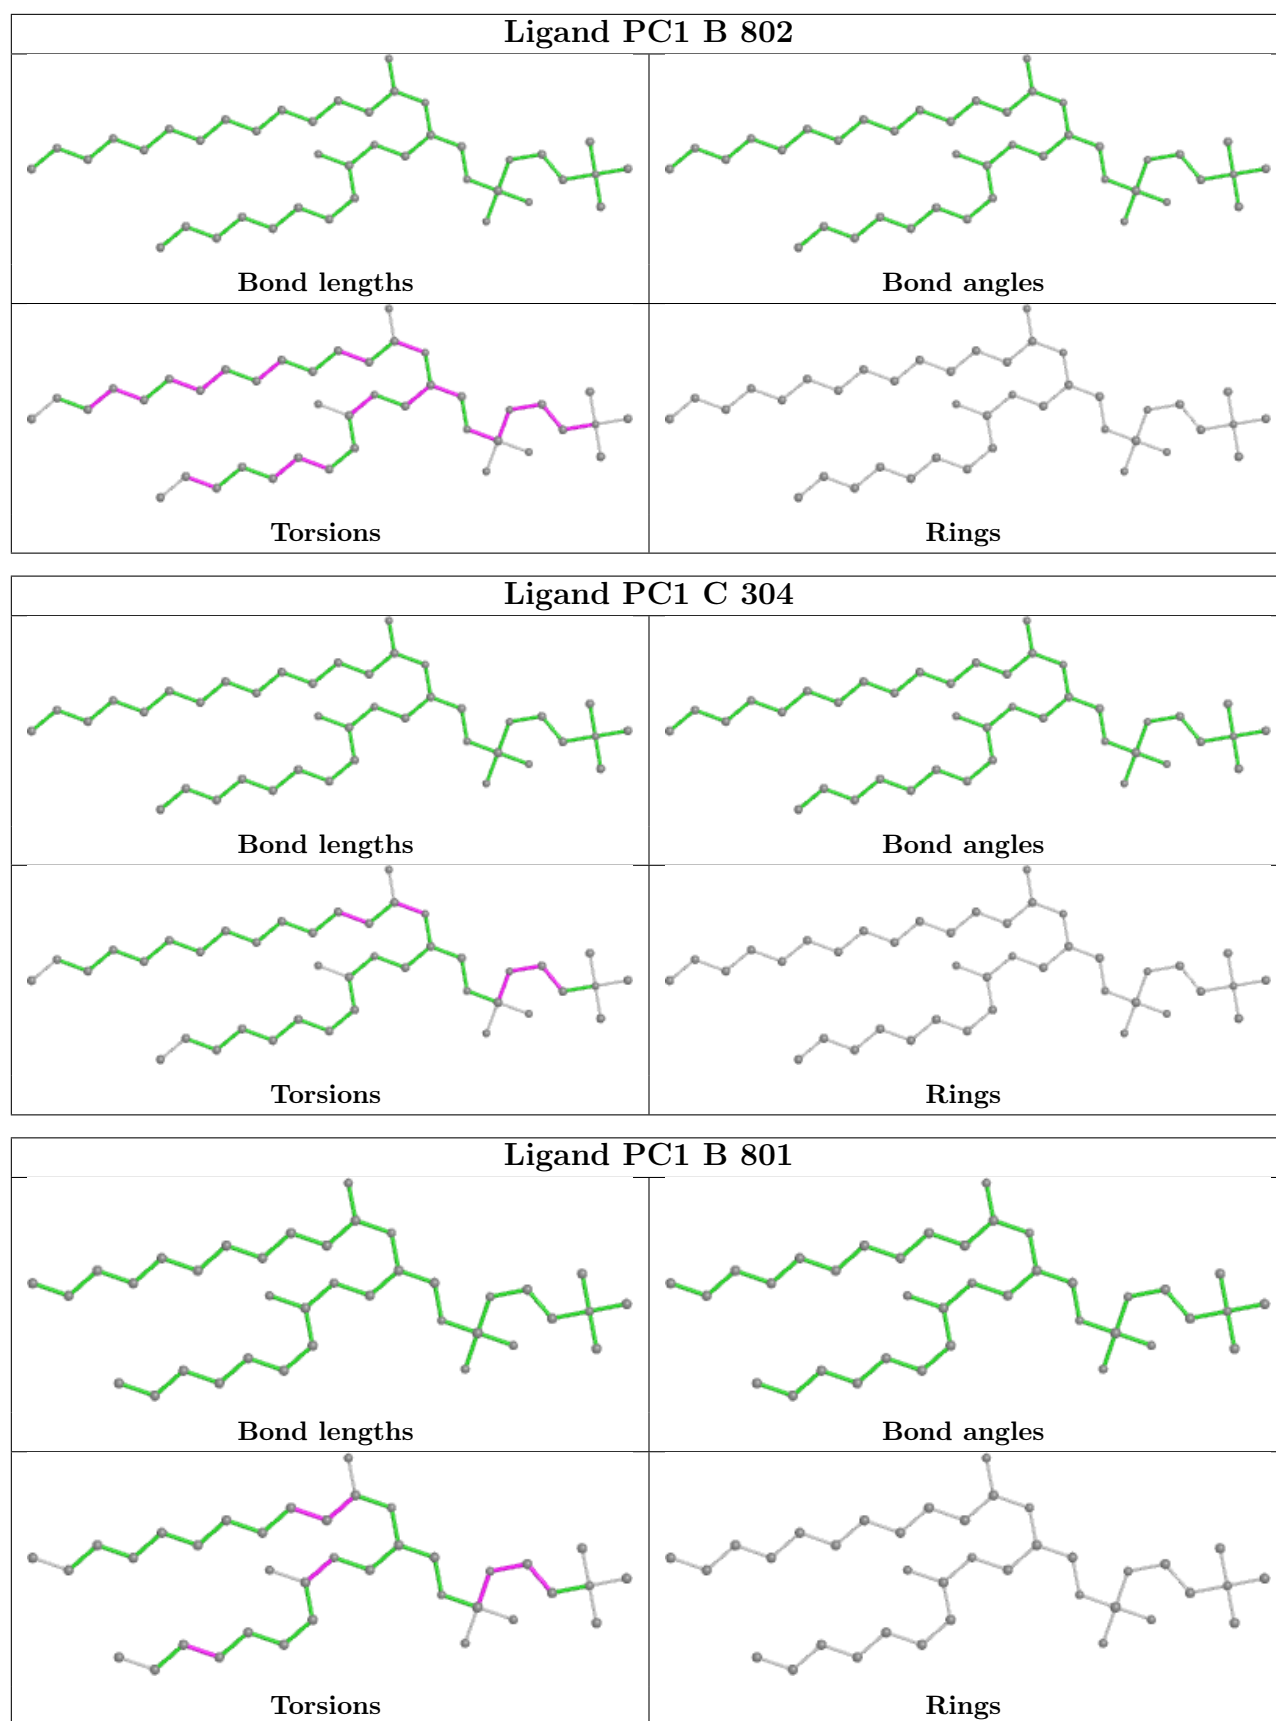 Ligand PC1 B 802
Bond lengths
Bond angles
Torsions
Rings
Ligand PC1 C 304
Bond lengths
Bond angles
Torsions
Rings
Ligand PC1 B 801
Bond lengths
Bond angles
Torsions
Rings